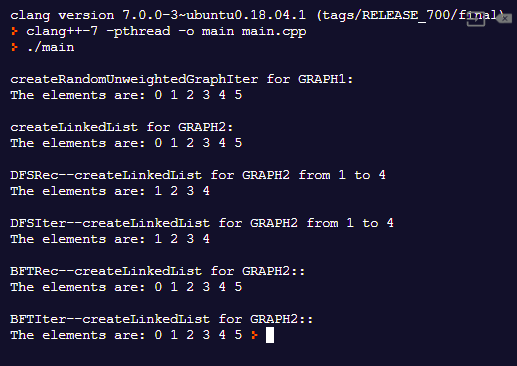 clang version 7.0.0-3~ubuntu0.18.04.1 (tags/RELEASE_700/final)
> clang++-7 -pthread -o main main.cpp
> ./main
createRandomUnweightedGraphIter for GRAPH1:
The elements are: 0 1 2 3 4 5
createLinkedList for GRAPH2:
The elements are: 0 1 2 3 4 5
DFSRec--createLinkedList for GRAPH2 from 1 to 4
The elements are: 1 2 3 4
DFSIter--createLinkedList for GRAPH2 from 1 to 4
The elements are: 1 2 3 4
BFTRec--createLinkedList for GRAPH2::
The elements are: 0 1 2 3 4 5
BFTIter--createLinkedList for GRAPH2::
The elements are: 0 1 2 3 4 5 >